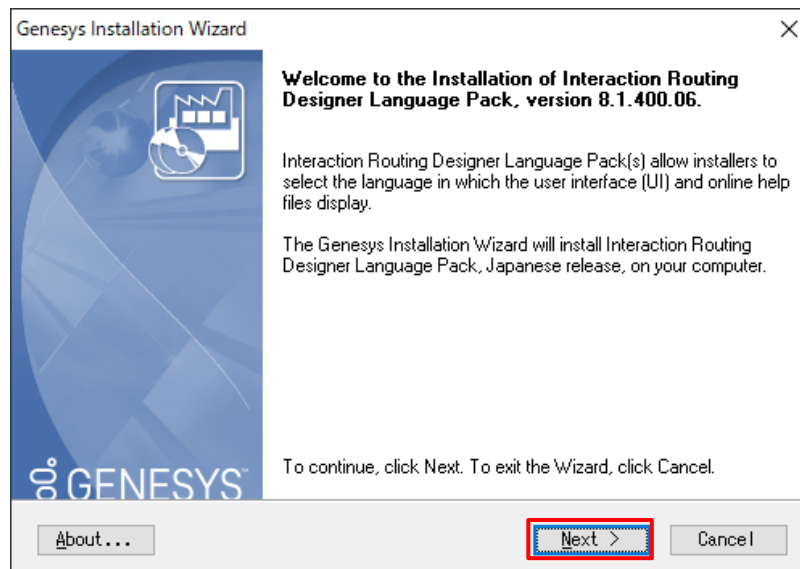 Genesys Installation Wizard
Welcome to the Installation of Interaction Routing
Designer Language Pack, version 8.1.400.06.
Interaction Routing Designer Language Pack(s) allow installers to
select the language in which the user interface (UI) and online help
files display.
The Genesys Installation Wizard will install Interaction Routing
Designer Language Pack, Japanese release, on your computer.
To continue, click Next. To exit the Wizard, click Cancel.
GENESYS
About...
Next >
Cancel